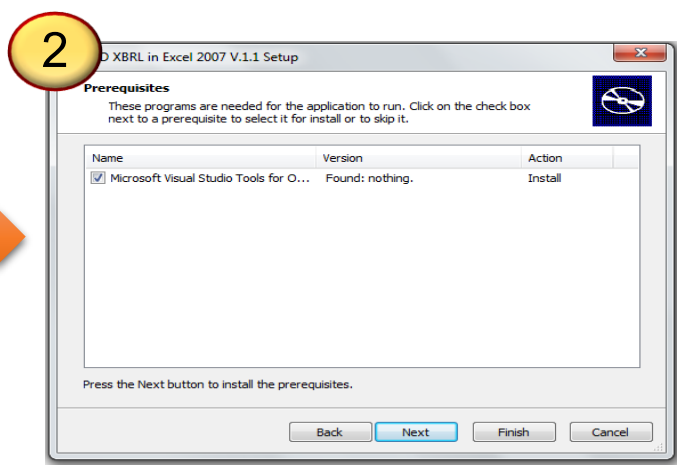 2
D XBRL in Excel 2007 V.1.1 Setup
Prerequisites
These programs are needed for the application to run. Click on the check box
next to a prerequisite to select it for install or to skip it.
Name Version Action
Microsoft Visual Studio Tools for O... Found: nothing. Install
Press the Next button to install the prerequisites.
Back Next Finish Cancel